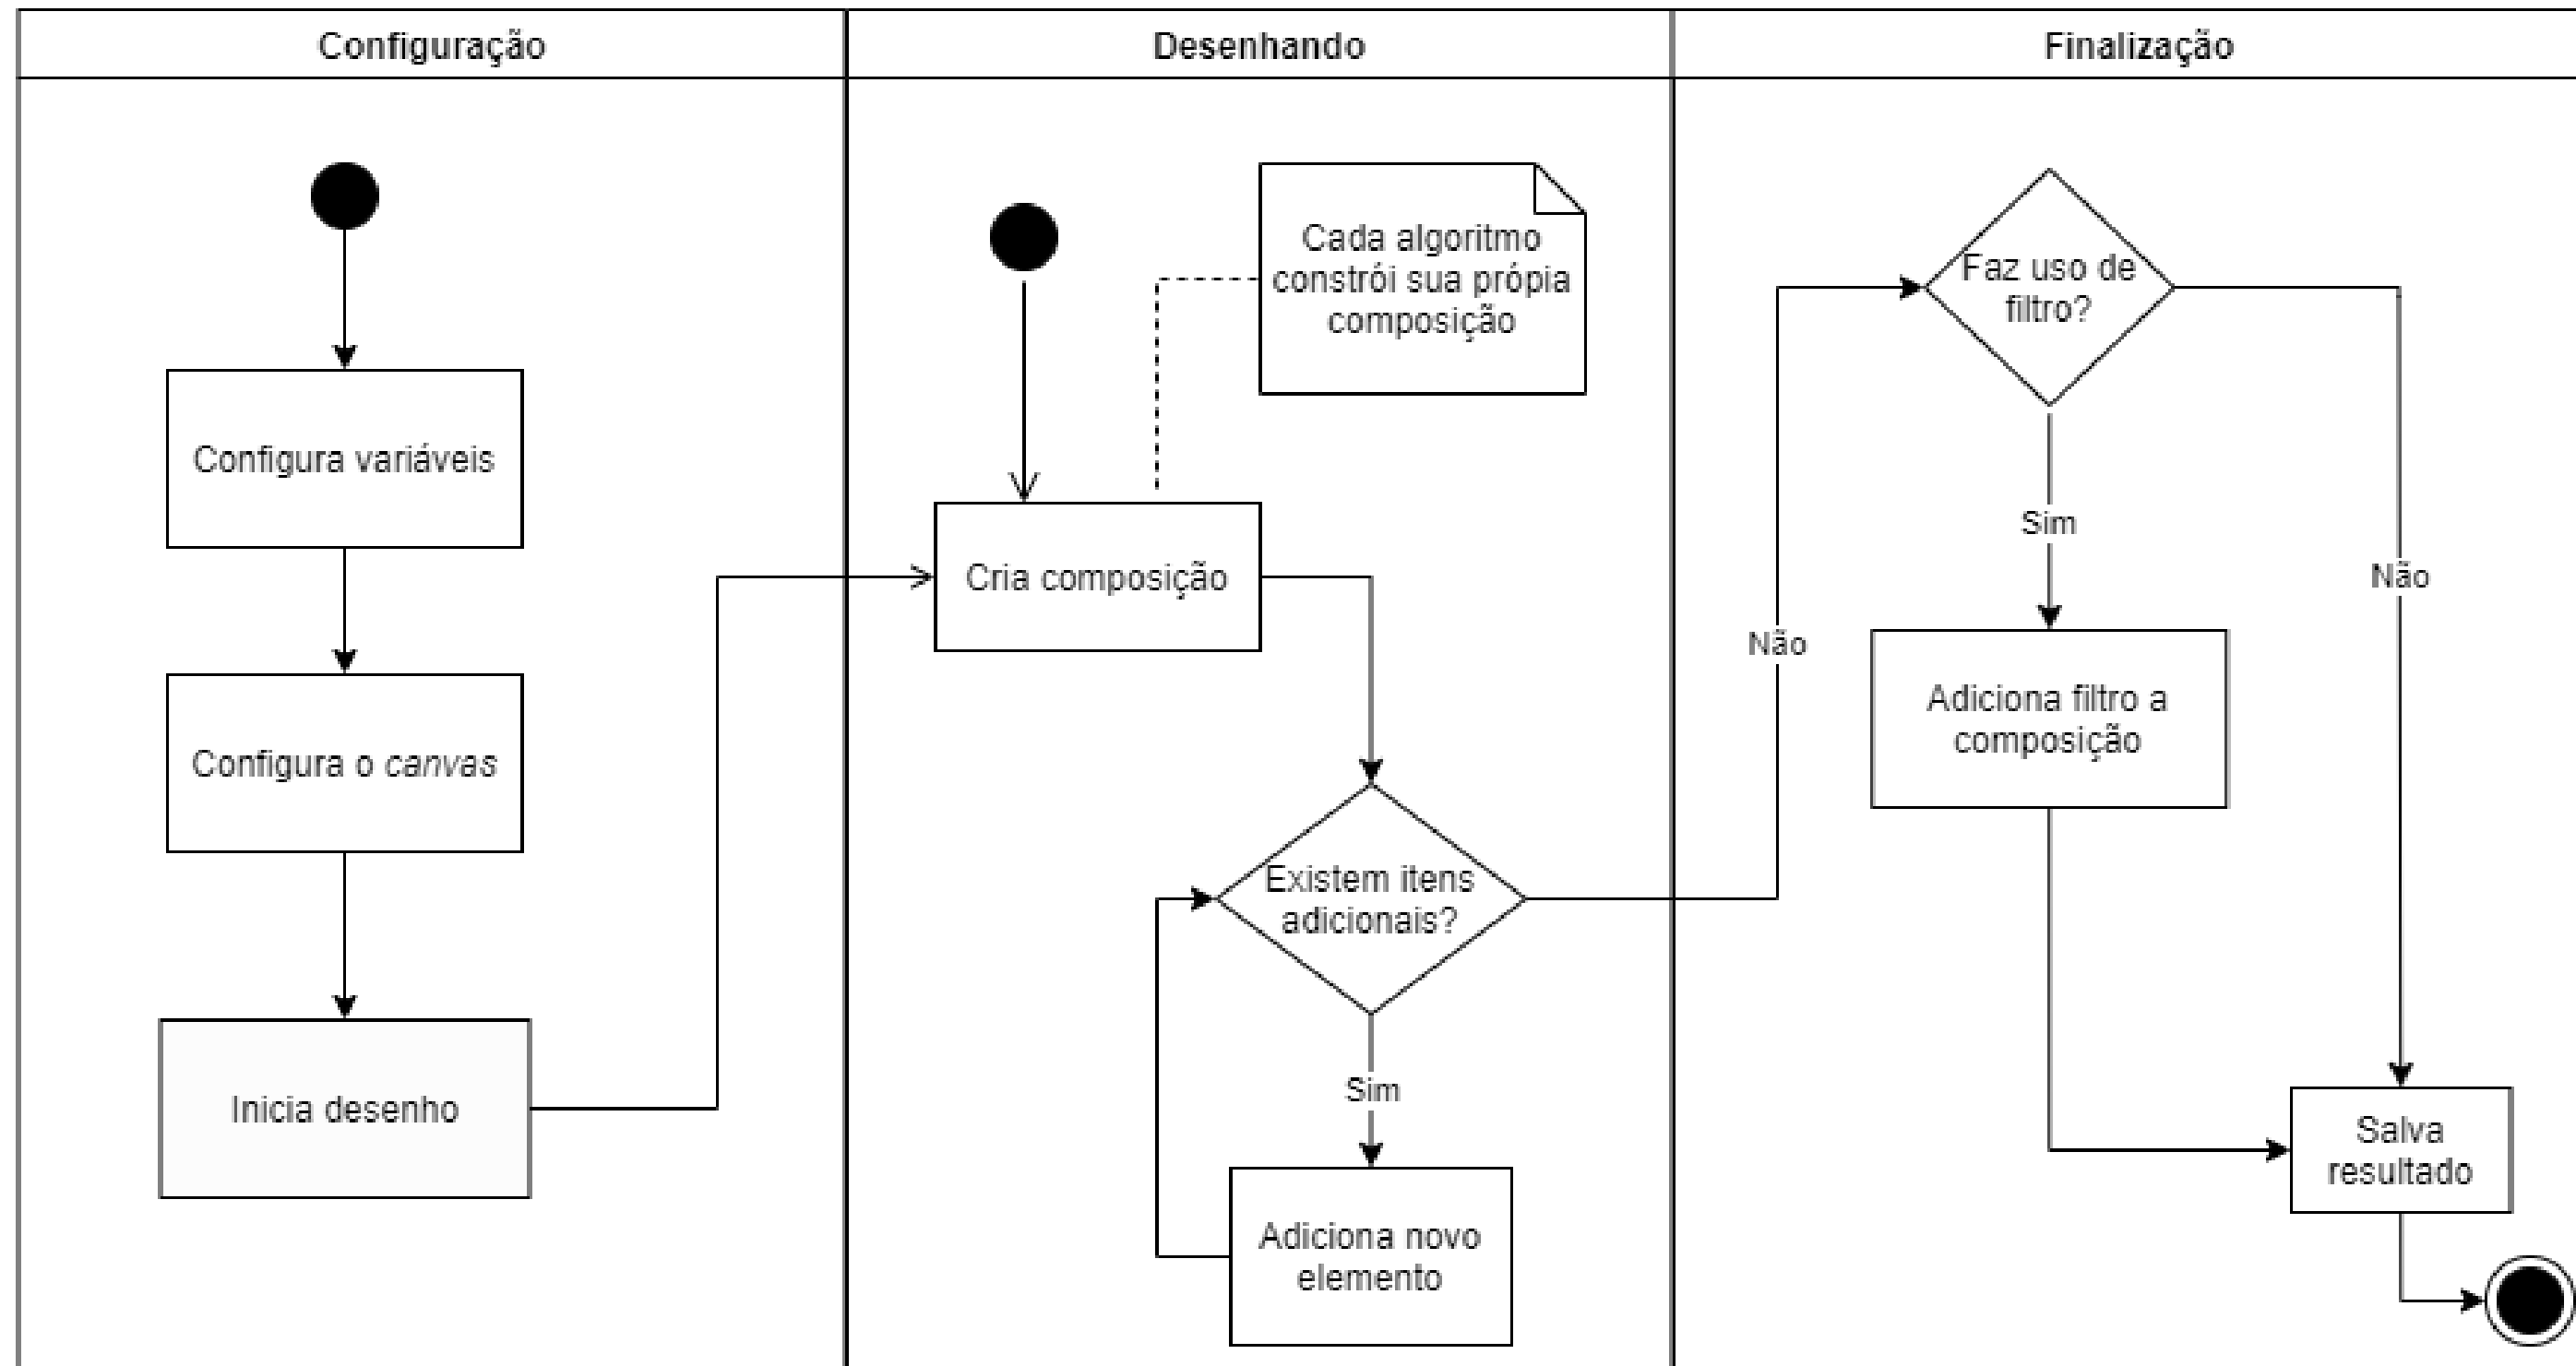 Configuração
Desenhando
Finalização
Configura variáveis
Configura o canvas
Inicia desenho
Cada algoritmo
constrói sua própia
composição
Cria composição
Existem itens
adicionais?
Sim
Adiciona novo
elemento
Não
Faz uso de
filtro?
Sim
Não
Adiciona filtro a
composição
Salva
resultado